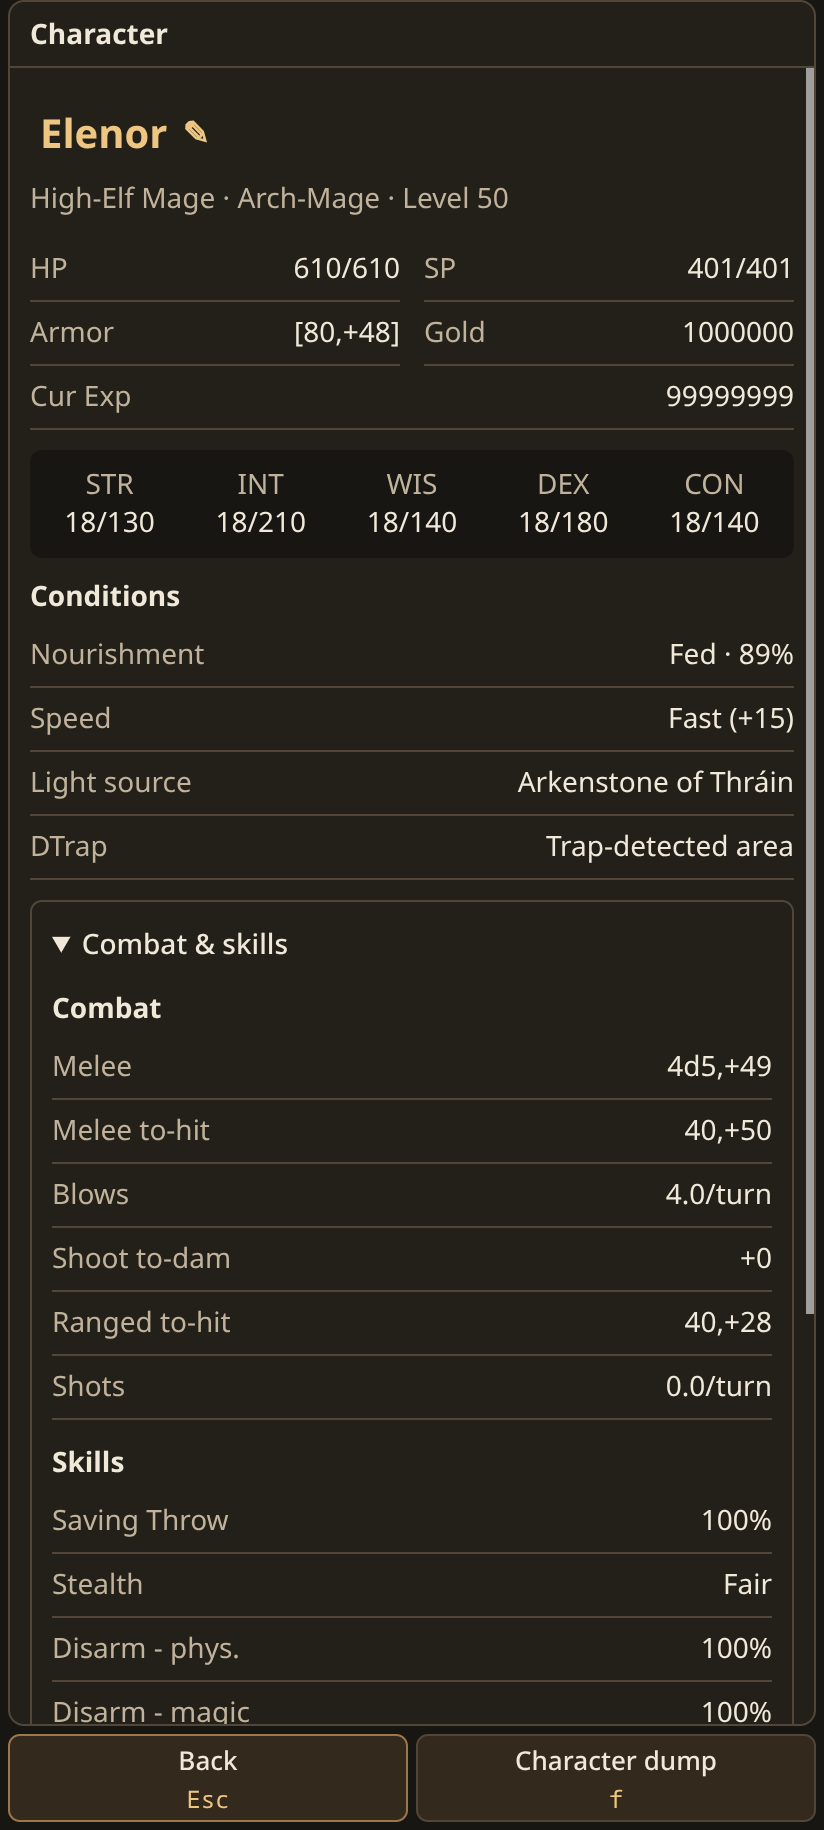 Character
Elenor ✎
High-Elf Mage · Arch-Mage · Level 50
HP 610/610 SP 401/401
Armor [80,+48] Gold 1000000
Cur Exp 99999999
STR INT WIS DEX CON
18/130 18/210 18/140 18/180 18/140
Conditions
Nourishment Fed · 89%
Speed Fast (+15)
Light source Arkenstone of Thráin
DTrap Trap-detected area
▼ Combat & skills
Combat
Melee 4d5,+49
Melee to-hit 40,+50
Blows 4.0/turn
Shoot to-dam +0
Ranged to-hit 40,+28
Shots 0.0/turn
Skills
Saving Throw 100%
Stealth Fair
Disarm - phys. 100%
Disarm - magic 100%
Back Character dump
Esc f